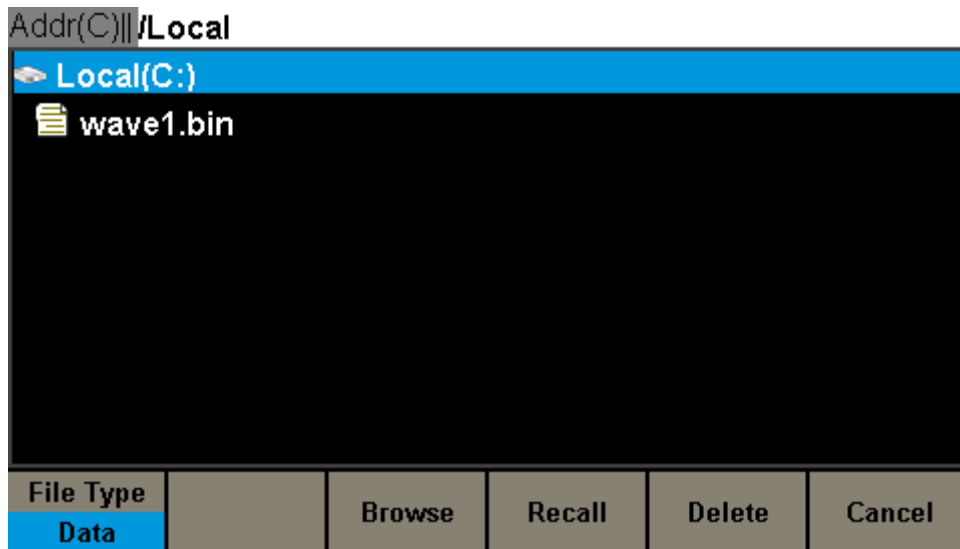 Addr(C)|| /Local
Local(C:)
wave1.bin
File Type
Data
Browse
Recall
Delete
Cancel